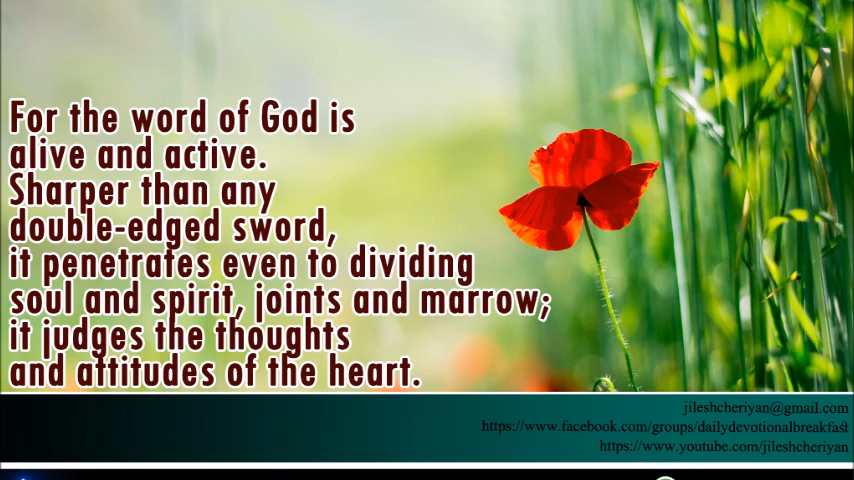 For the word of God is
alive and active.
Sharper than any
double-edged sword,
it penetrates even to dividing
soul and spirit, joints and marrow;
it judges the thoughts
and attitudes of the heart.
jileshcheriyan@gmail.com
https://www.facebook.com/groups/dailydevotionalbreakfast
https://www.youtube.com/jileshcheriyan